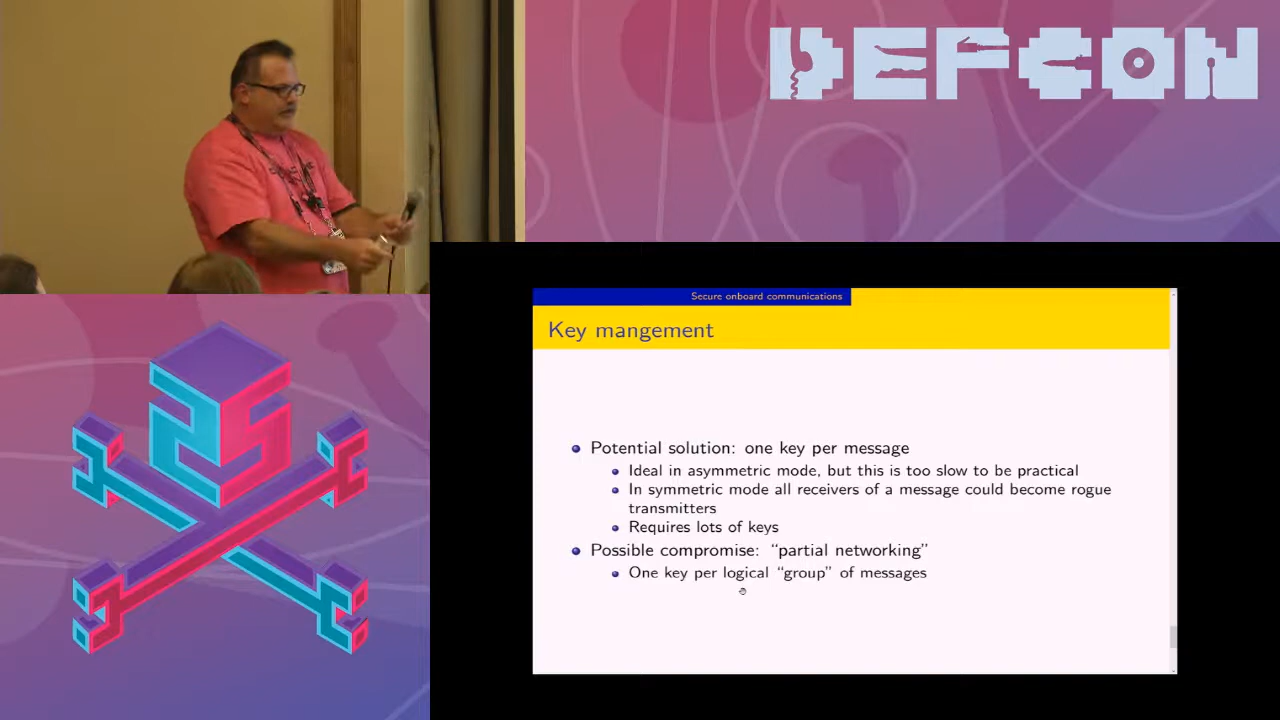 DEFCON
Secure onboard communications
Key mangement
Potential solution: one key per message
Ideal in asymmetric mode, but this is too slow to be practical
In symmetric mode all receivers of a message could become rogue
transmitters
Requires lots of keys
Possible compromise: “partial networking”
One key per logical “group” of messages
25